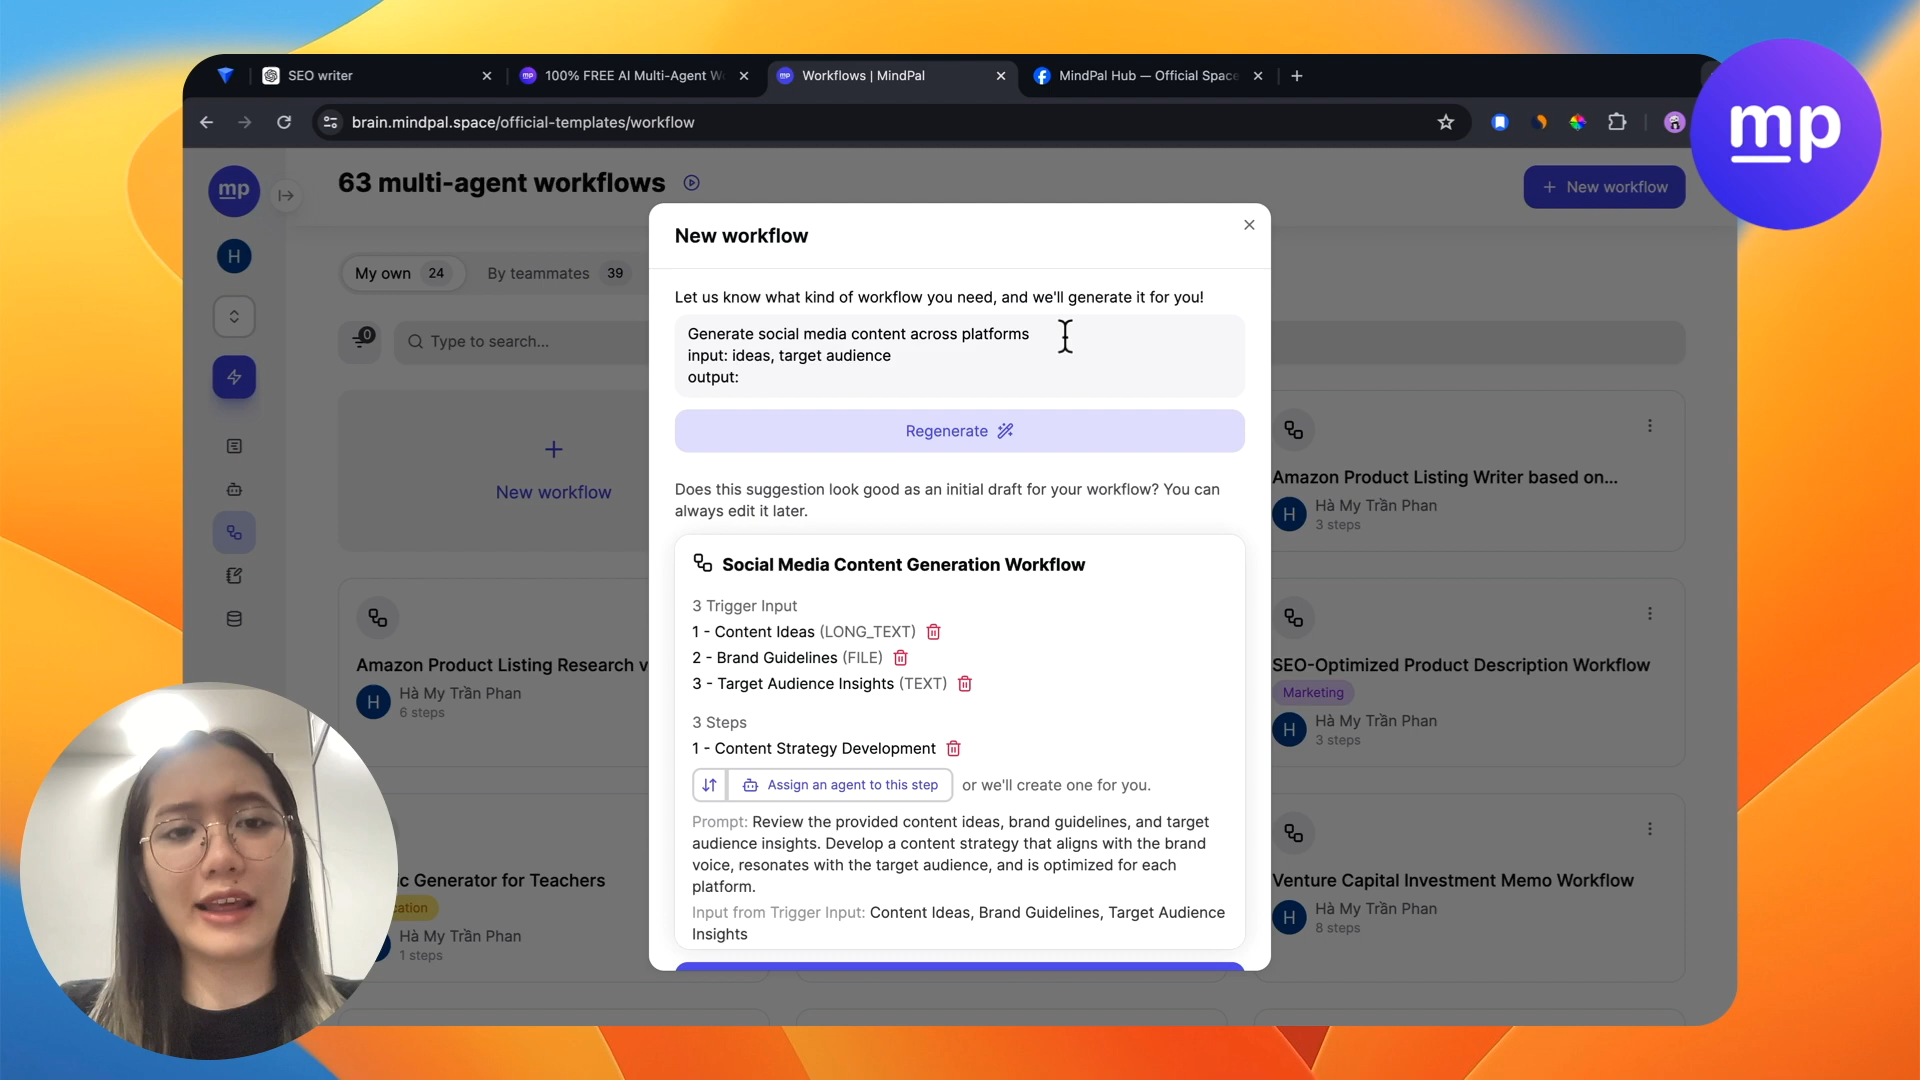 SEO writer
100% FREE AI Multi-Agent W
Workflows | MindPal
MindPal Hub — Official Space
brain.mindpal.space/official-templates/workflow
mp
mp
63 multi-agent workflows
New workflow
H
My own 24
By teammates 39
0
Type to search...
New workflow
New workflow
Let us know what kind of workflow you need, and we'll generate it for you!
Generate social media content across platforms
input: ideas, target audience
output:
Regenerate
Does this suggestion look good as an initial draft for your workflow? You can
always edit it later.
Social Media Content Generation Workflow
3 Trigger Input
1 - Content Ideas (LONG_TEXT)
2 - Brand Guidelines (FILE)
3 - Target Audience Insights (TEXT)
3 Steps
1 - Content Strategy Development
Assign an agent to this step or we'll create one for you.
Prompt: Review the provided content ideas, brand guidelines, and target
audience insights. Develop a content strategy that aligns with the brand
voice, resonates with the target audience, and is optimized for each
platform.
Input from Trigger Input: Content Ideas, Brand Guidelines, Target Audience
Insights
Amazon Product Listing Writer based on...
H
Hà My Trần Phan
3 steps
Amazon Product Listing Research
H
Hà My Trần Phan
6 steps
SEO-Optimized Product Description Workflow
Marketing
H
Hà My Trần Phan
3 steps
Generator for Teachers
Hà My Trần Phan
1 steps
Venture Capital Investment Memo Workflow
H
Hà My Trần Phan
8 steps